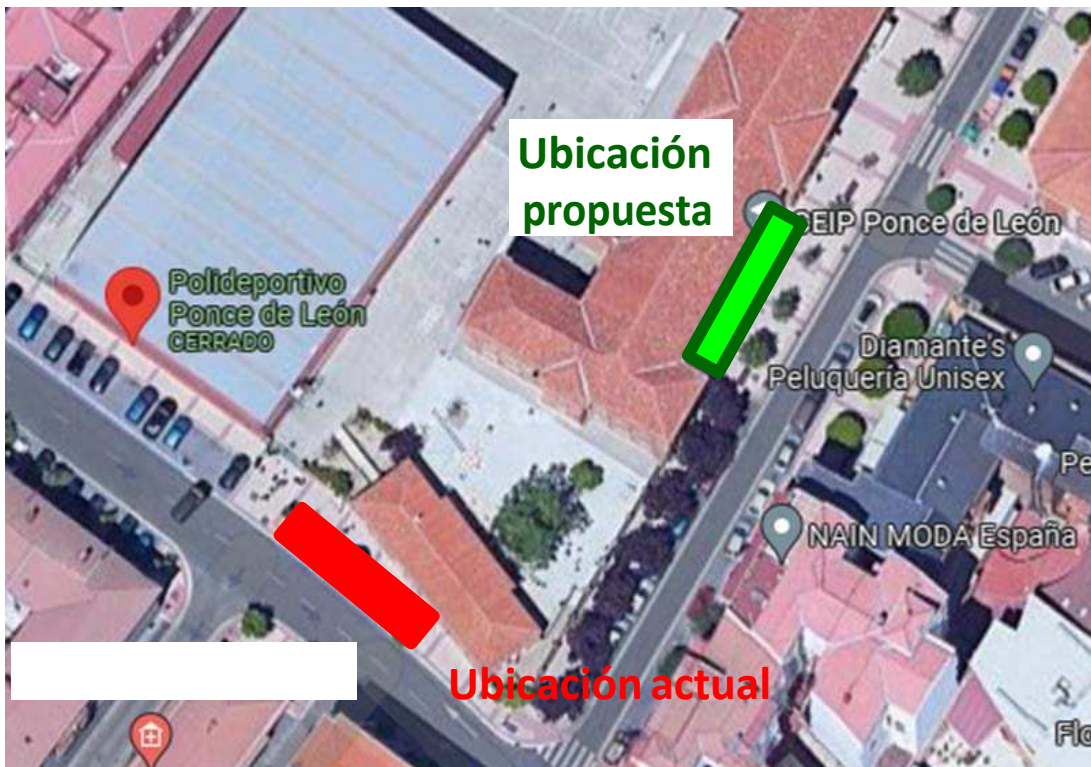 Ubicación
propuesta
CEIP Ponce de León
Polideportivo
Ponce de León
CERRADO
Diamante's
Peluquería Unisex
NAIN MODA España
Ubicación actual